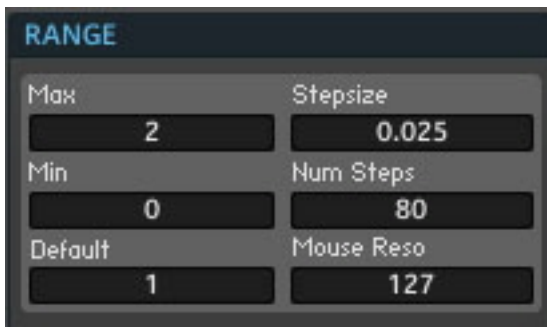 RANGE
Max Stepsize
2 0.025
Min Num Steps
0 80
Default Mouse Reso
1 127